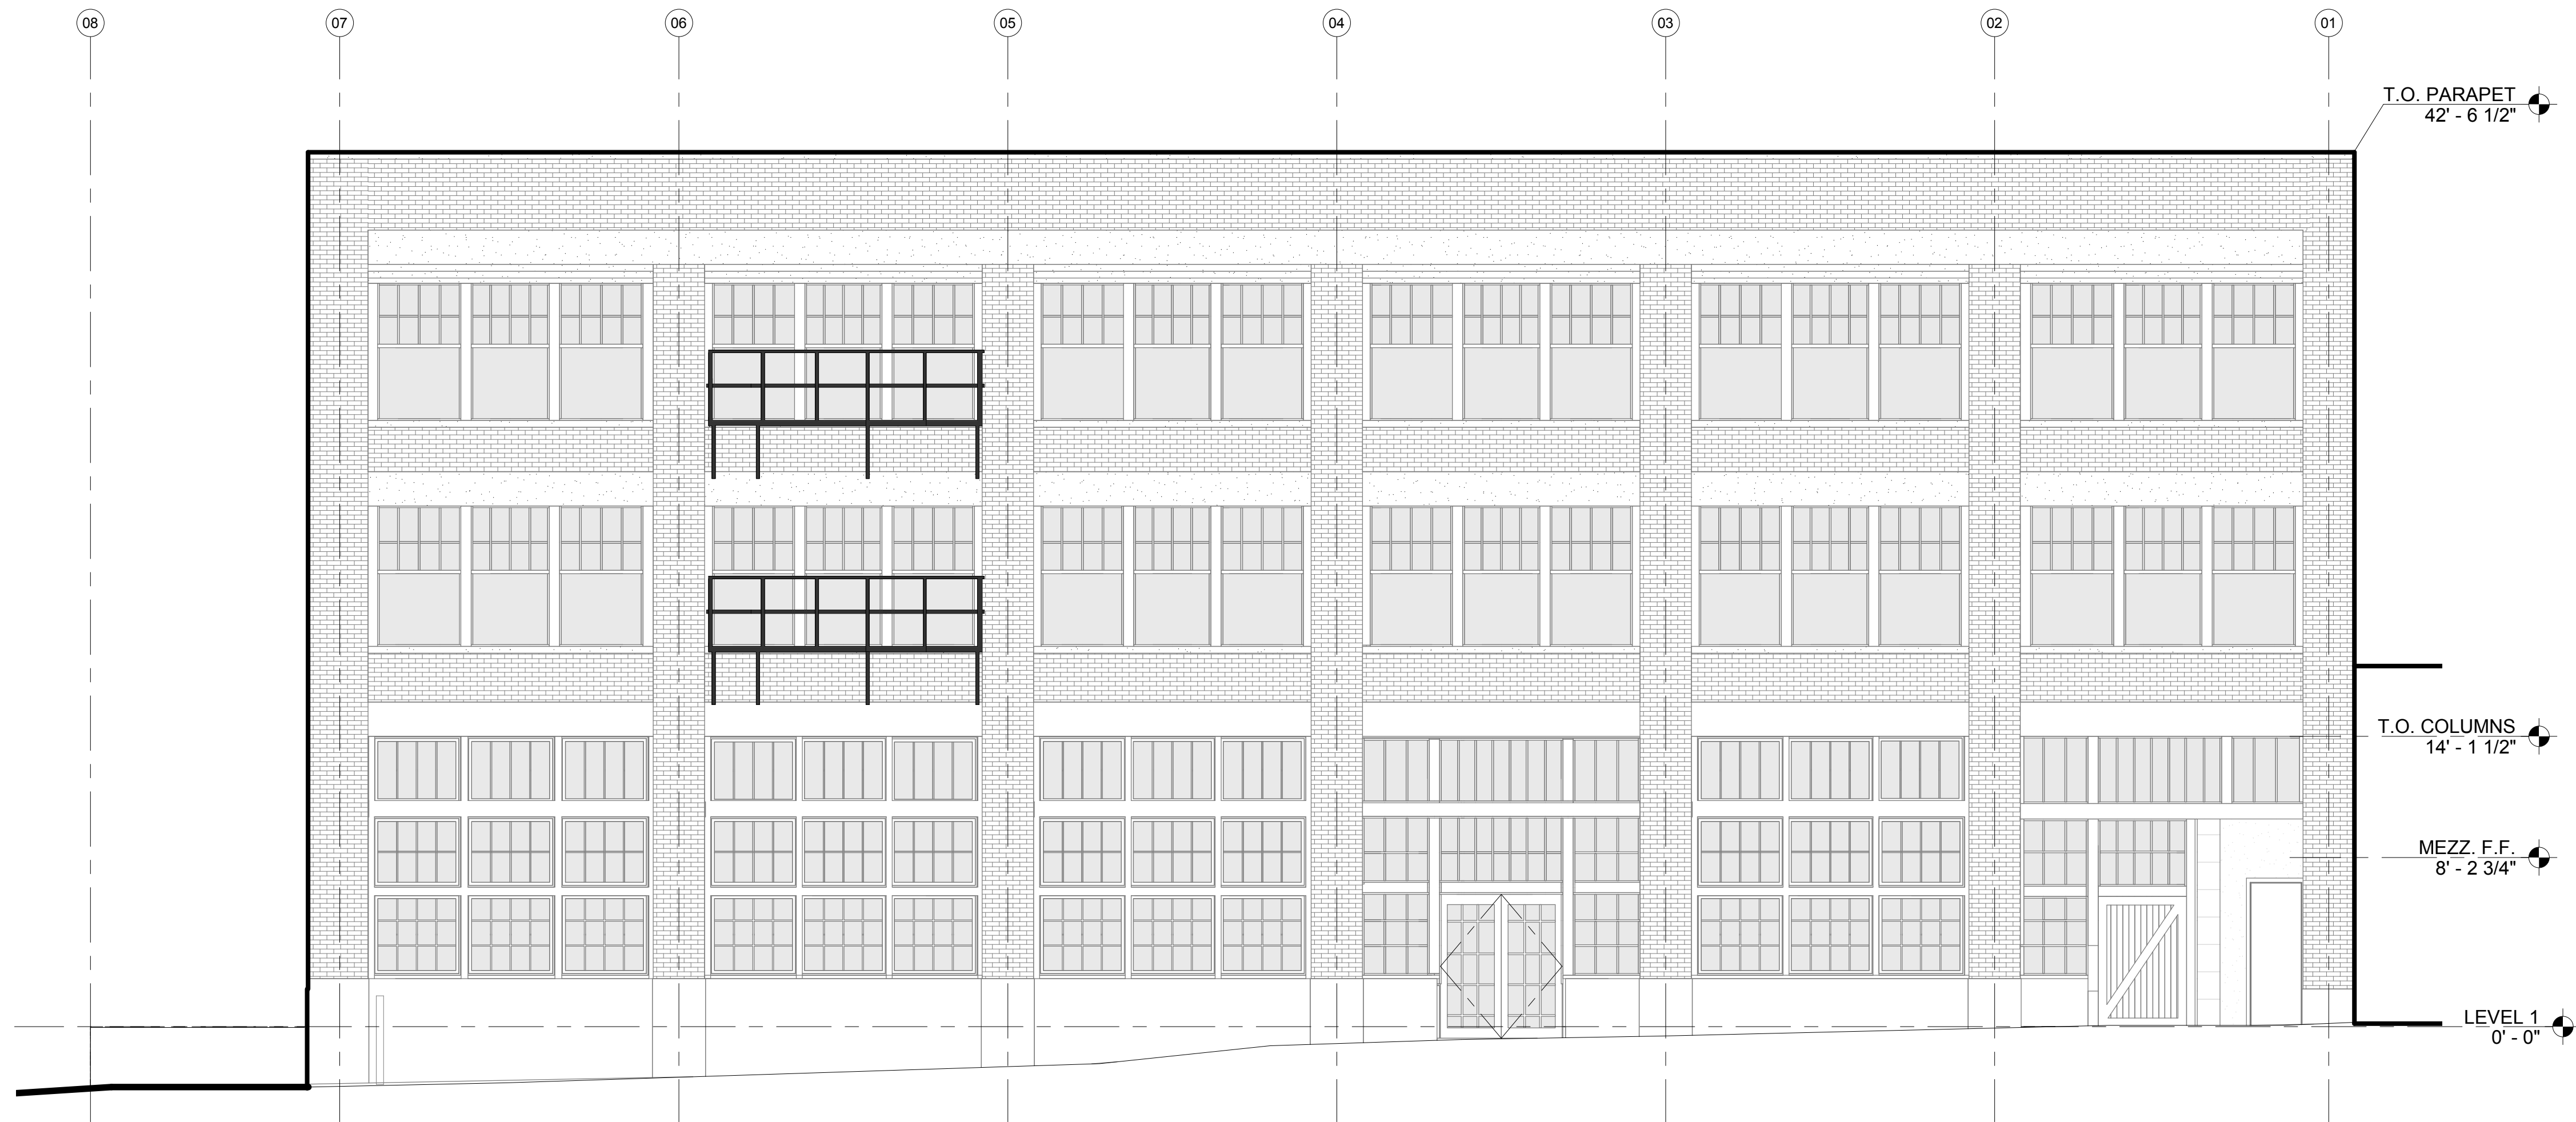 08 07 06 05 04 03 02 01
T.O. PARAPET
42' - 6 1/2"
T.O. COLUMNS
14' - 1 1/2"
MEZZ. F.F.
8' - 2 3/4"
LEVEL 1
0' - 0"